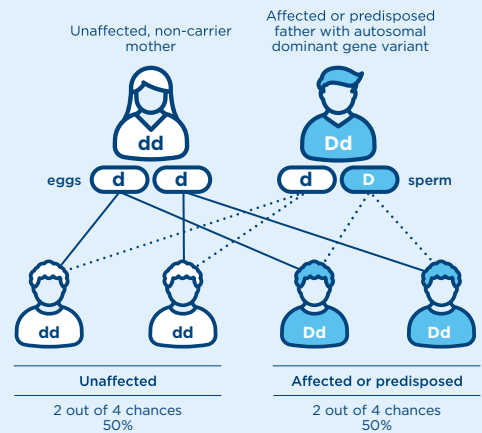 Unaffected, non-carrier
mother
Affected or predisposed
father with autosomal
dominant gene variant
dd
Dd
eggs
d
d
d
D
sperm
dd
dd
Dd
Dd
Unaffected
Affected or predisposed
2 out of 4 chances
50%
2 out of 4 chances
50%